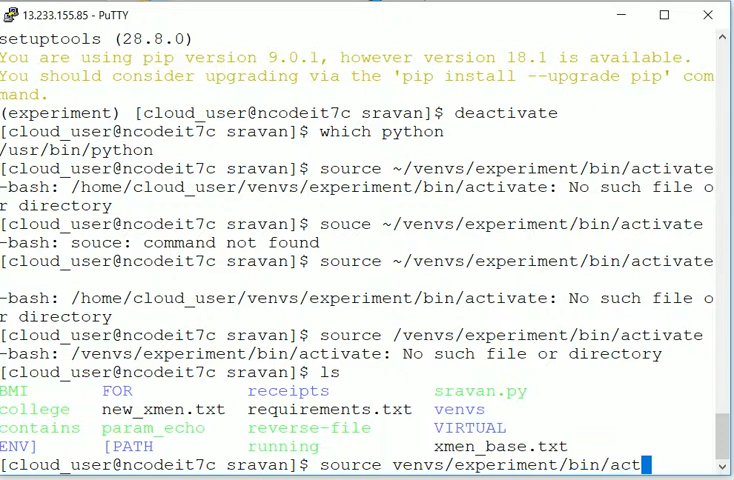 13.233.155.85 - PuTTY
setuptools (28.8.0)
You are using pip version 9.0.1, however version 18.1 is available.
You should consider upgrading via the 'pip install --upgrade pip' com
mand.
(experiment) [cloud_user@ncodeit7c sravan]$ deactivate
[cloud_user@ncodeit7c sravan]$ which python
/usr/bin/python
[cloud_user@ncodeit7c sravan]$ source ~/venvs/experiment/bin/activate
-bash: /home/cloud_user/venvs/experiment/bin/activate: No such file o
r directory
[cloud_user@ncodeit7c sravan]$ souce ~/venvs/experiment/bin/activate
-bash: souce: command not found
[cloud_user@ncodeit7c sravan]$ source ~/venvs/experiment/bin/activate
-bash: /home/cloud_user/venvs/experiment/bin/activate: No such file o
r directory
[cloud_user@ncodeit7c sravan]$ source /venvs/experiment/bin/activate
-bash: /venvs/experiment/bin/activate: No such file or directory
[cloud_user@ncodeit7c sravan]$ ls
BMI FOR receipts sravan.py
college new_xmen.txt requirements.txt venvs
contains param_echo reverse-file VIRTUAL
ENV] [PATH running xmen_base.txt
[cloud_user@ncodeit7c sravan]$ source venvs/experiment/bin/act